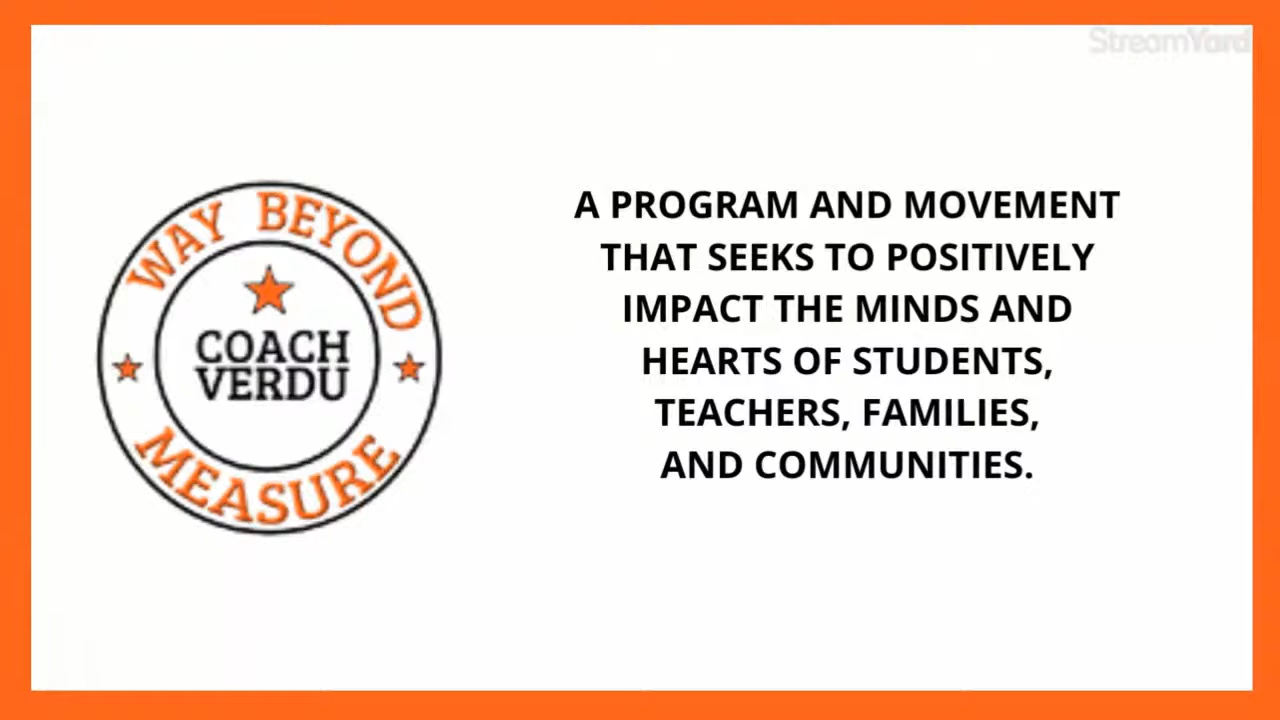 WAY BEYOND
COACH
VERDU
MEASURE
A PROGRAM AND MOVEMENT
THAT SEEKS TO POSITIVELY
IMPACT THE MINDS AND
HEARTS OF STUDENTS,
TEACHERS, FAMILIES,
AND COMMUNITIES.
StreamYard